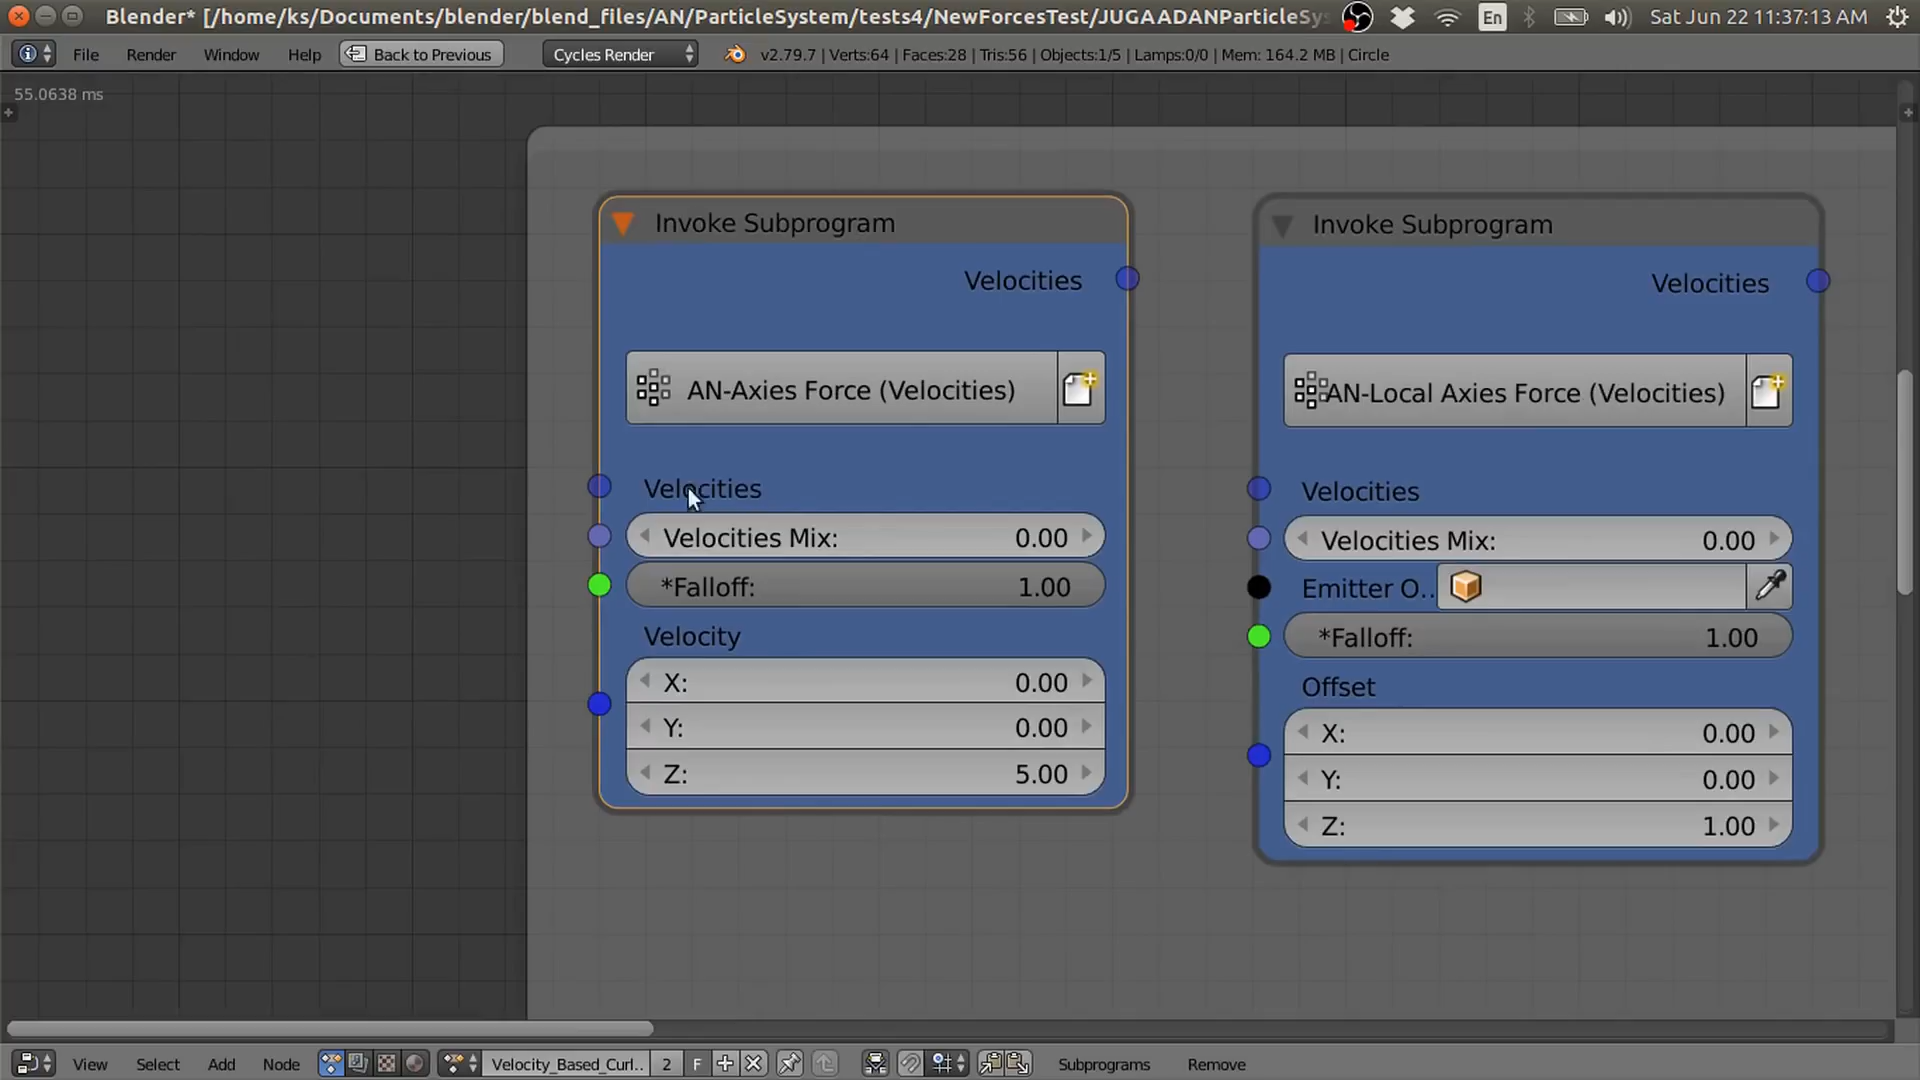 Blender* [/home/ks/Documents/blender/blend_files/AN/ParticleSystem/tests4/NewForcesTest/JUGAADANParticleSys
En
Sat Jun 22 11:37:13 AM
File
Render
Window
Help
Back to Previous
Cycles Render
v2.79.7 | Verts:64 | Faces:28 | Tris:56 | Objects:1/5 | Lamps:0/0 | Mem: 164.2 MB | Circle
55.0638 ms
Invoke Subprogram
Velocities
AN-Axies Force (Velocities)
Velocities
Velocities Mix: 0.00
*Falloff: 1.00
Velocity
X: 0.00
Y: 0.00
Z: 5.00
Invoke Subprogram
Velocities
AN-Local Axies Force (Velocities)
Velocities
Velocities Mix: 0.00
Emitter O..
*Falloff: 1.00
Offset
X: 0.00
Y: 0.00
Z: 1.00
View
Select
Add
Node
Velocity_Based_Curl..
2
F
Subprograms
Remove